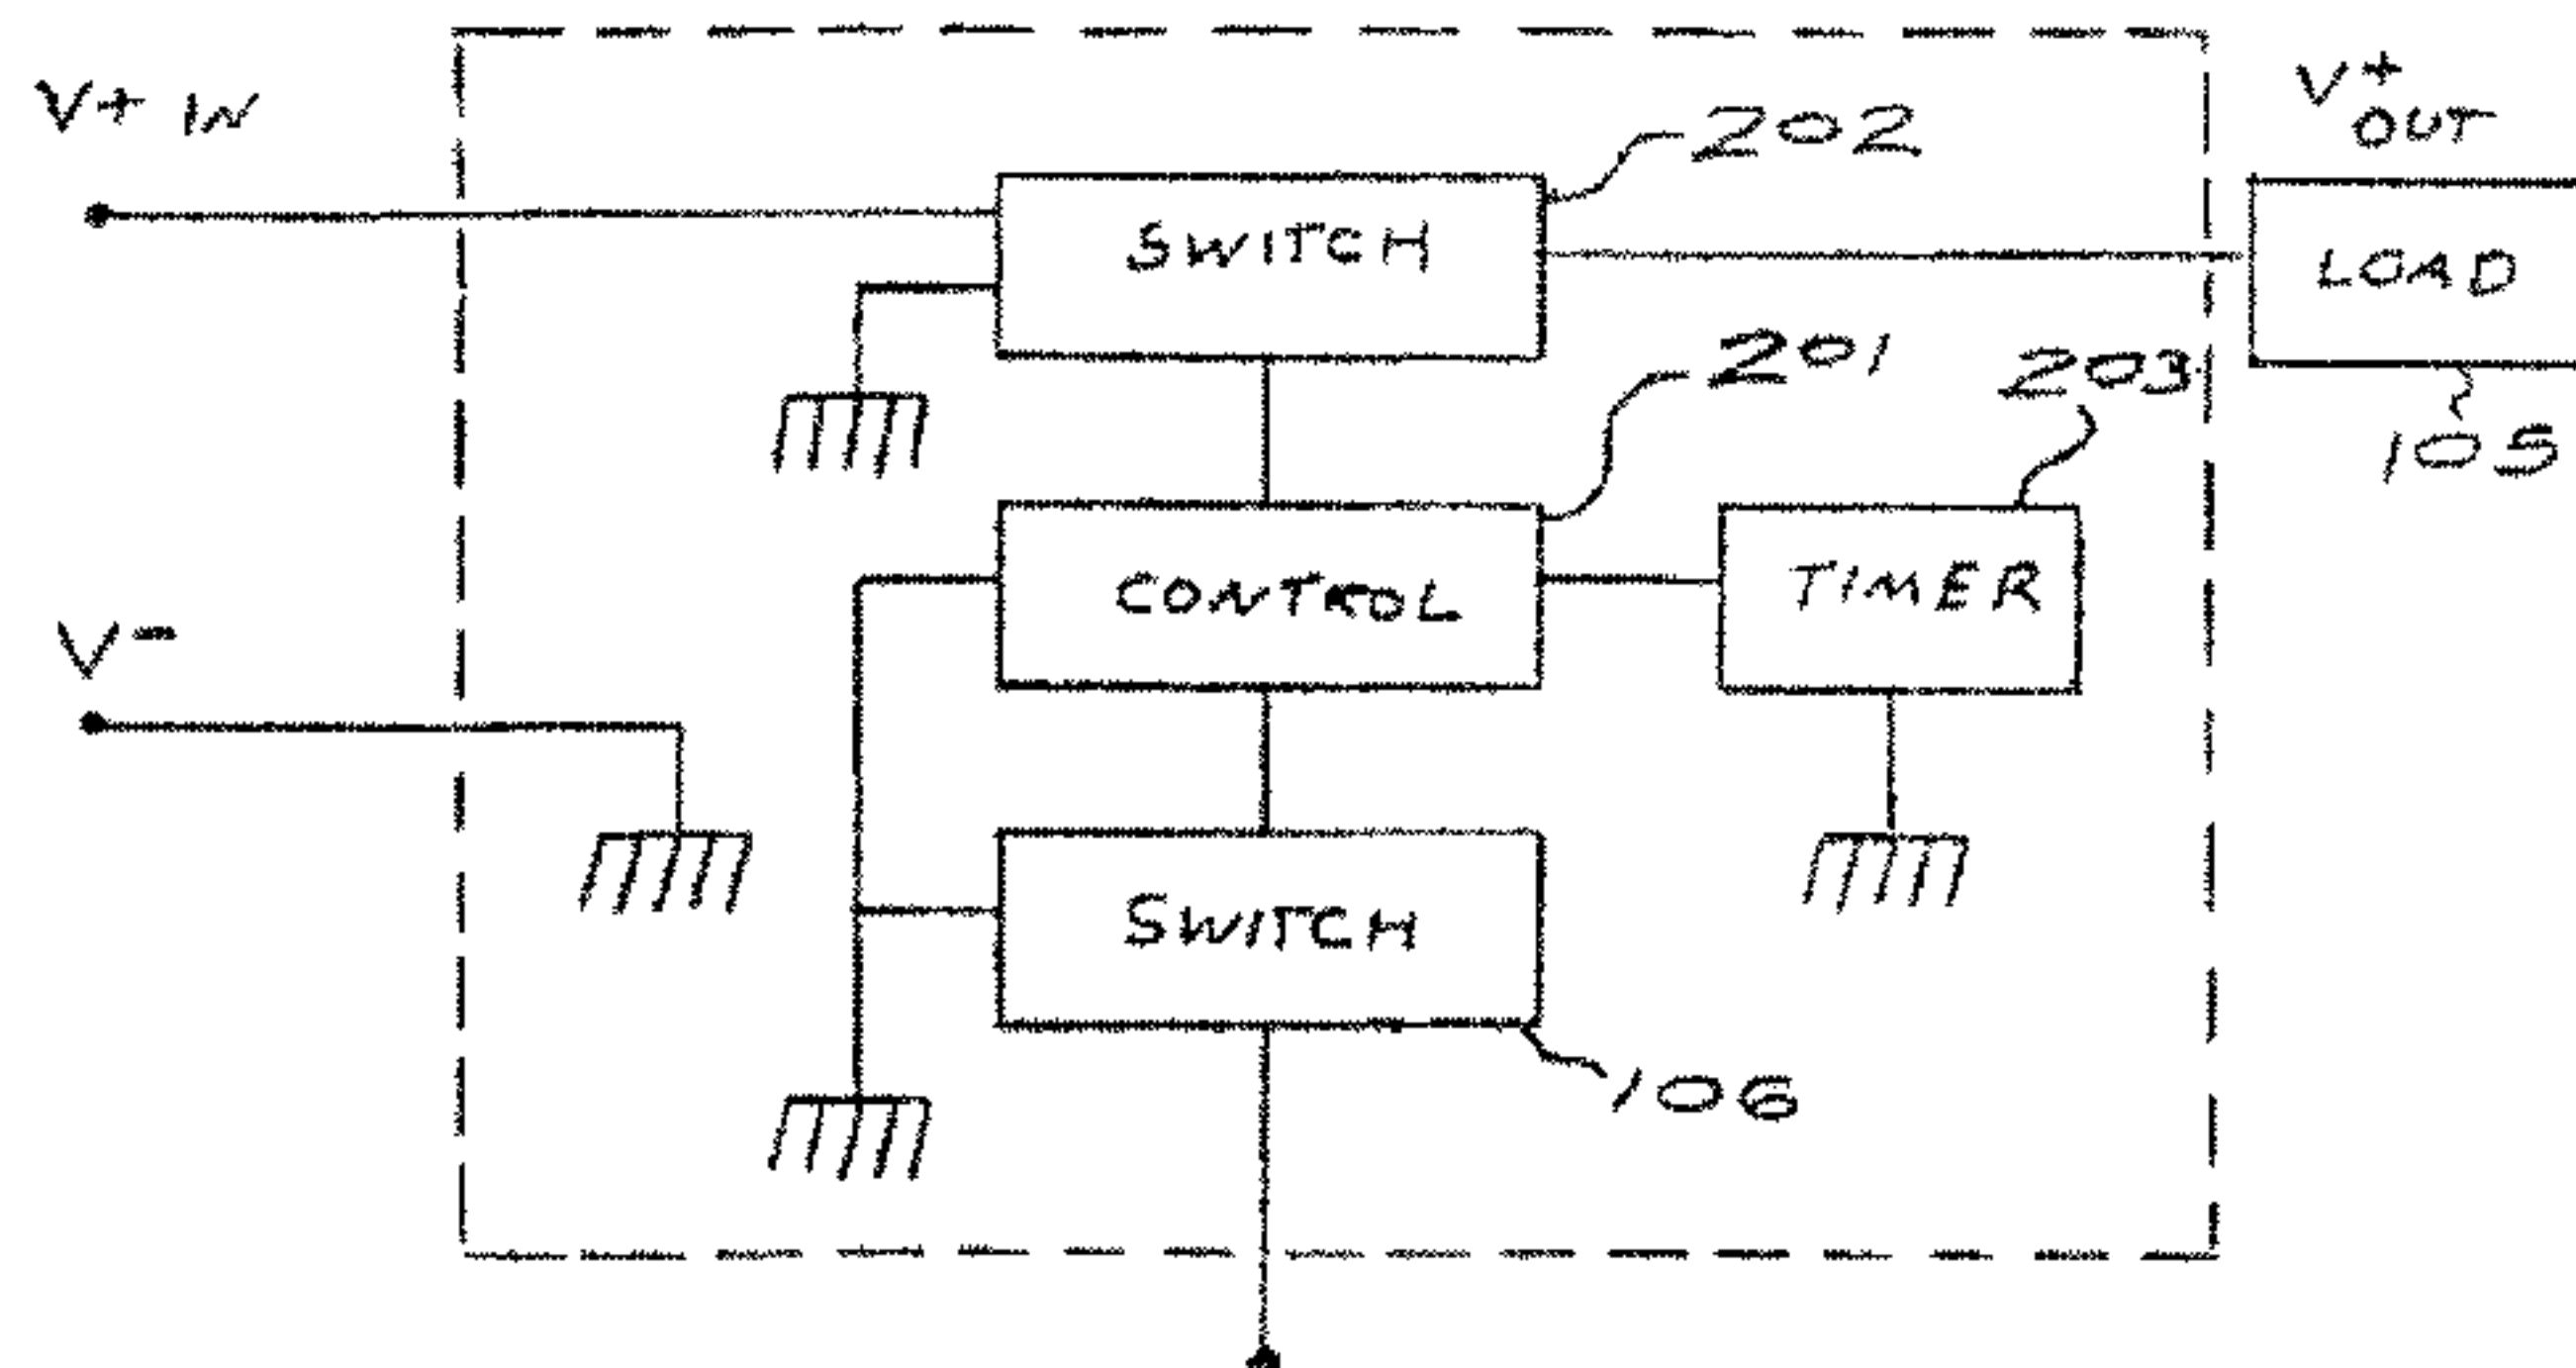 V+ IN
V+
OUT
202
SWITCH
LOAD
201
203
105
CONTROL
TIMER
V-
SWITCH
106